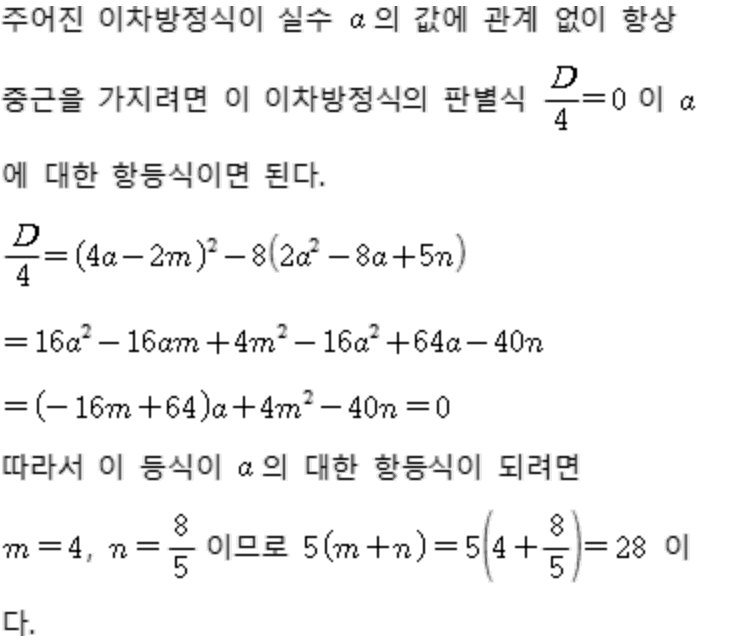 주어진 이차방정식이 실수 a의 값에 관계 없이 항상
중근을 가지려면 이 이차방정식의 판별식 D/4=0 이 a
에 대한 항등식이면 된다.
D/4=(4a−2m)²−8(2a²−8a+5n)
=16a²−16am+4m²−16a²+64a−40n
=(−16m+64)a+4m²−40n=0
따라서 이 등식이 a의 대한 항등식이 되려면
m=4, n=8/5 이므로 5(m+n)=5(4+8/5)=28 이
다.